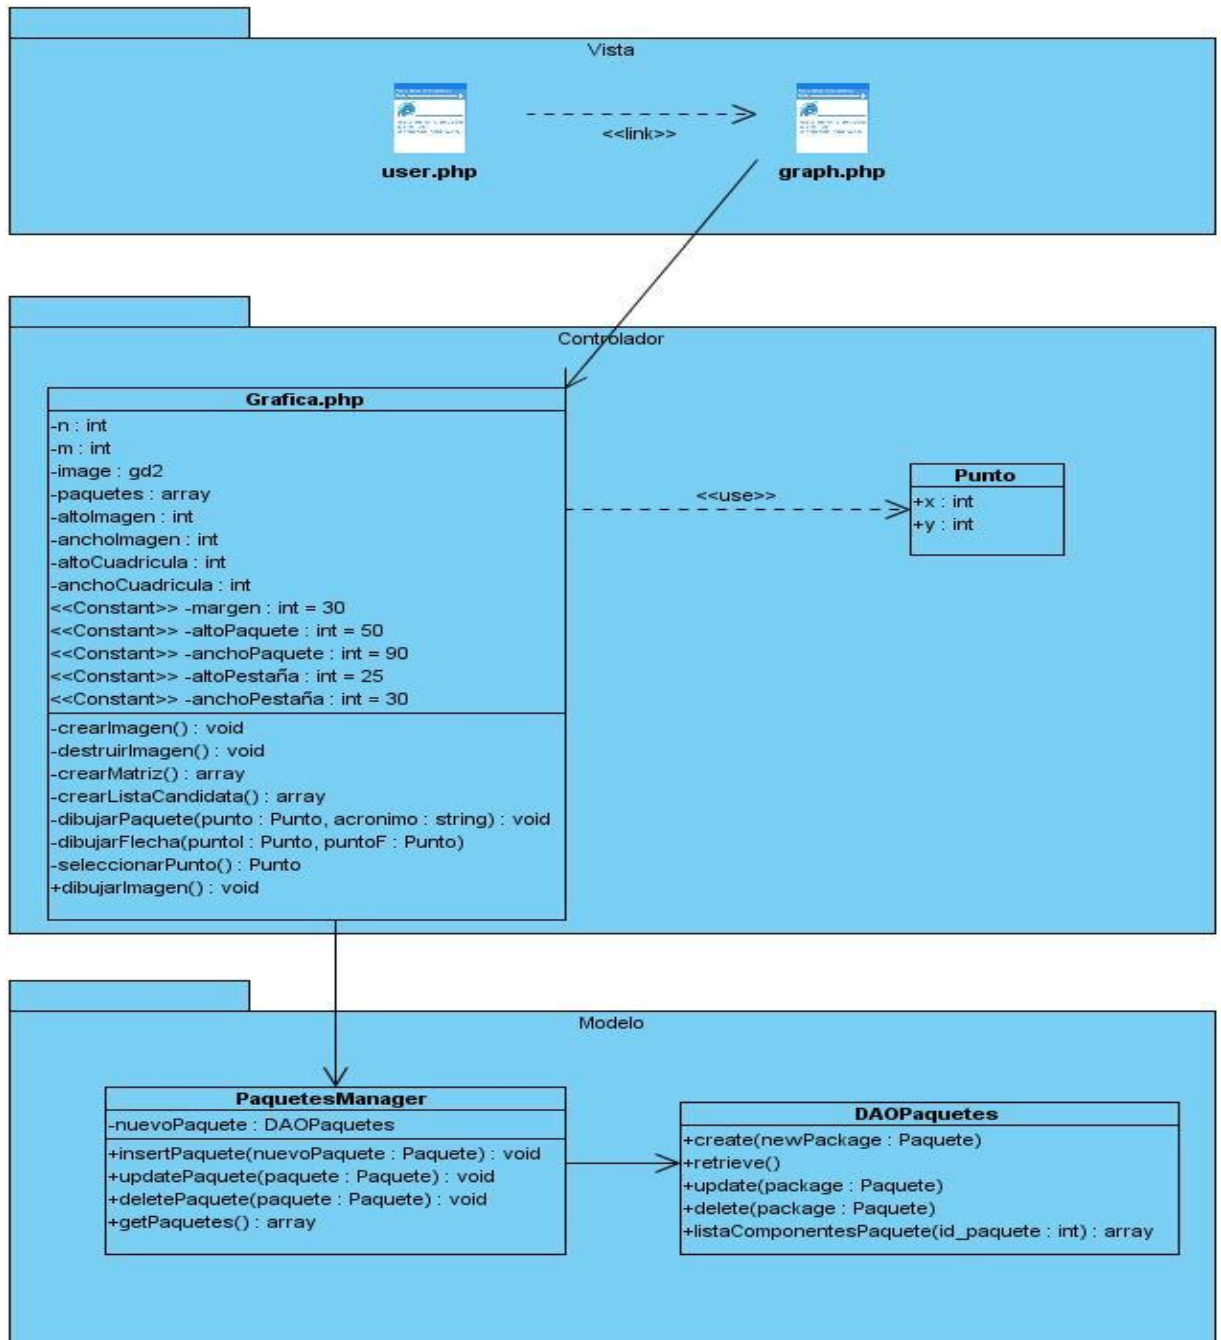 Vista
<<link>>
user.php
graph.php
Controlador
Grafica.php
-n : int
-m : int
-image : gd2
-paquetes : array
-altoImagen : int
-anchoImagen : int
-altoCuadricula : int
-anchoCuadricula : int
<<Constant>> -margen : int = 30
<<Constant>> -altoPaquete : int = 50
<<Constant>> -anchoPaquete : int = 90
<<Constant>> -altoPestaña : int = 25
<<Constant>> -anchoPestaña : int = 30
-crearImagen() : void
-destruirImagen() : void
-crearMatriz() : array
-crearListaCandidata() : array
-dibujarPaquete(punto : Punto, acronimo : string) : void
-dibujarFlecha(puntoI : Punto, puntoF : Punto)
-seleccionarPunto() : Punto
+dibujarImagen() : void
<<use>>
Punto
+x : int
+y : int
Modelo
PaquetesManager
-nuevoPaquete : DAOPaquetes
+insertPaquete(nuevoPaquete : Paquete) : void
+updatePaquete(paquete : Paquete) : void
+deletePaquete(paquete : Paquete) : void
+getPaquetes() : array
DAOPaquetes
+create(newPackage : Paquete)
+retrieve()
+update(package : Paquete)
+delete(package : Paquete)
+listaComponentesPaquete(id_paquete : int) : array